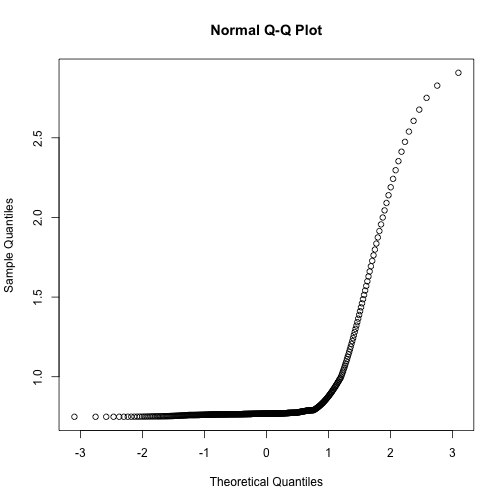 Normal Q-Q Plot
Sample Quantiles
2.5
2.0
1.5
1.0
-3 -2 -1 0 1 2 3
Theoretical Quantiles